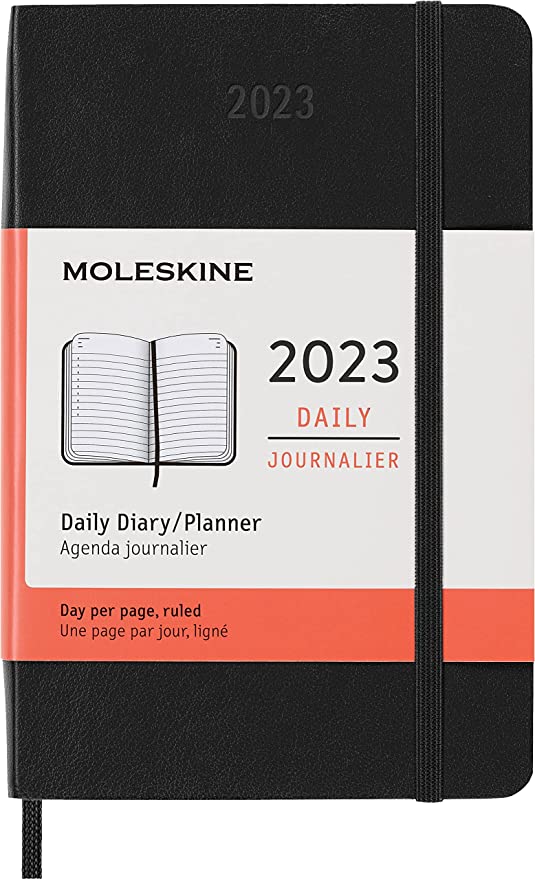 2023
MOLESKINE
2023
DAILY
JOURNALIER
Daily Diary/Planner
Agenda journalier
Day per page, ruled
Une page par jour, ligné